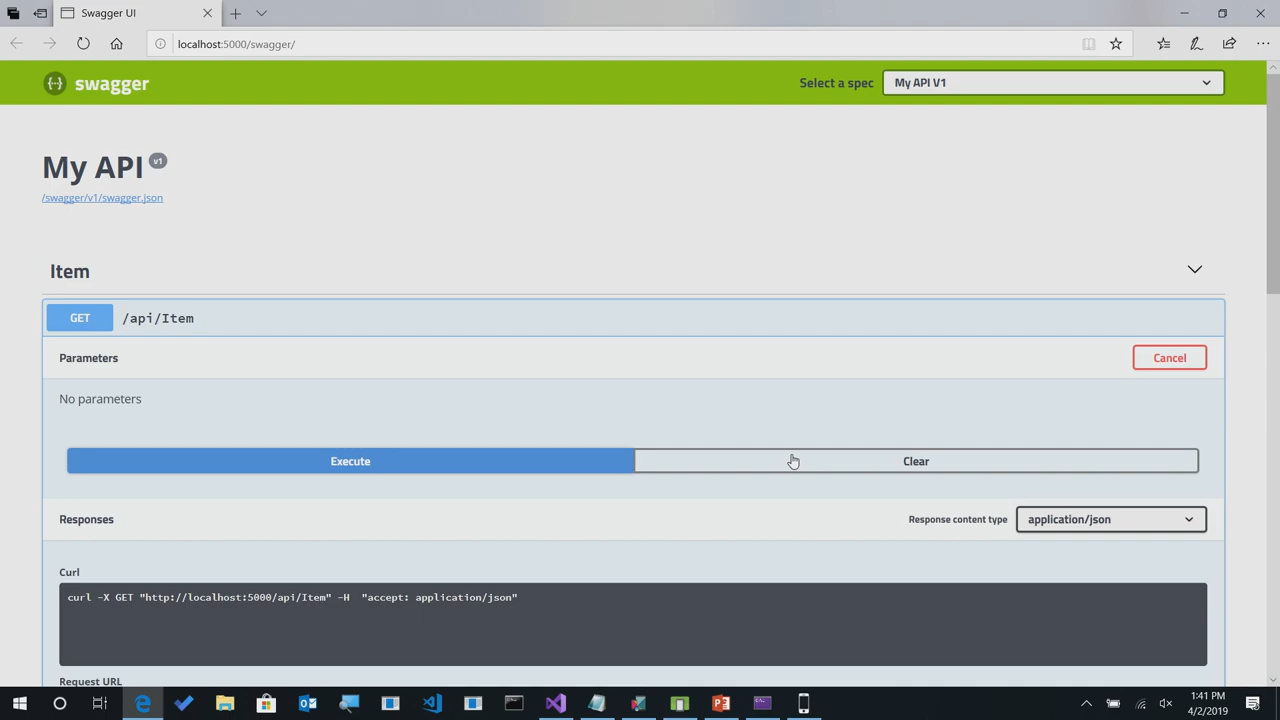 Swagger UI
localhost:5000/swagger/
swagger
Select a spec
My API V1
My API v1
/swagger/v1/swagger.json
Item
GET /api/Item
Parameters
Cancel
No parameters
Execute
Clear
Responses
Response content type
application/json
Curl
curl -X GET "http://localhost:5000/api/Item" -H  "accept: application/json"
Request URL
1:41 PM
4/2/2019